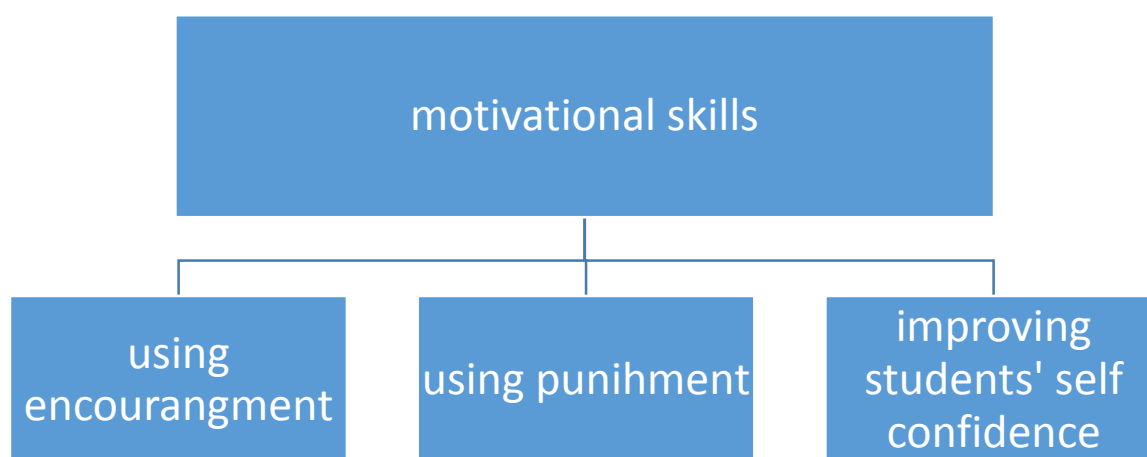 motivational skills
using
encourangment
using punihment
improving
students' self
confidence